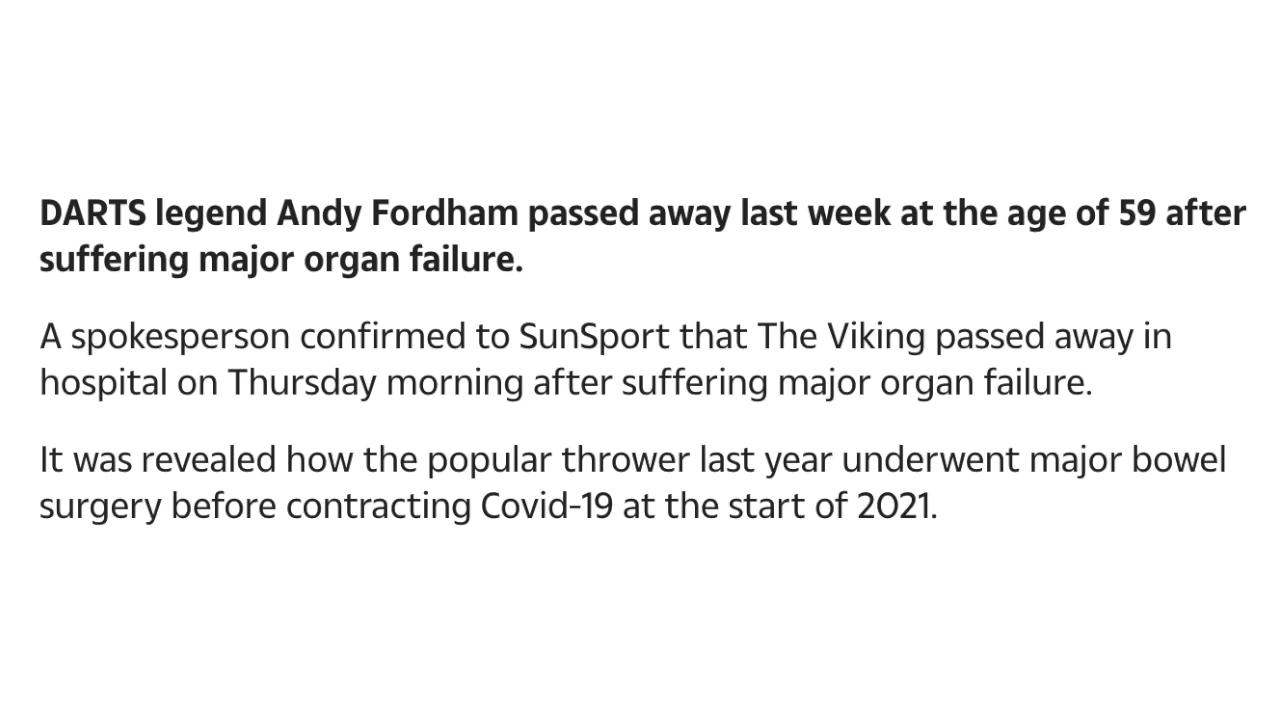 DARTS legend Andy Fordham passed away last week at the age of 59 after
suffering major organ failure.
A spokesperson confirmed to SunSport that The Viking passed away in
hospital on Thursday morning after suffering major organ failure.
It was revealed how the popular thrower last year underwent major bowel
surgery before contracting Covid-19 at the start of 2021.